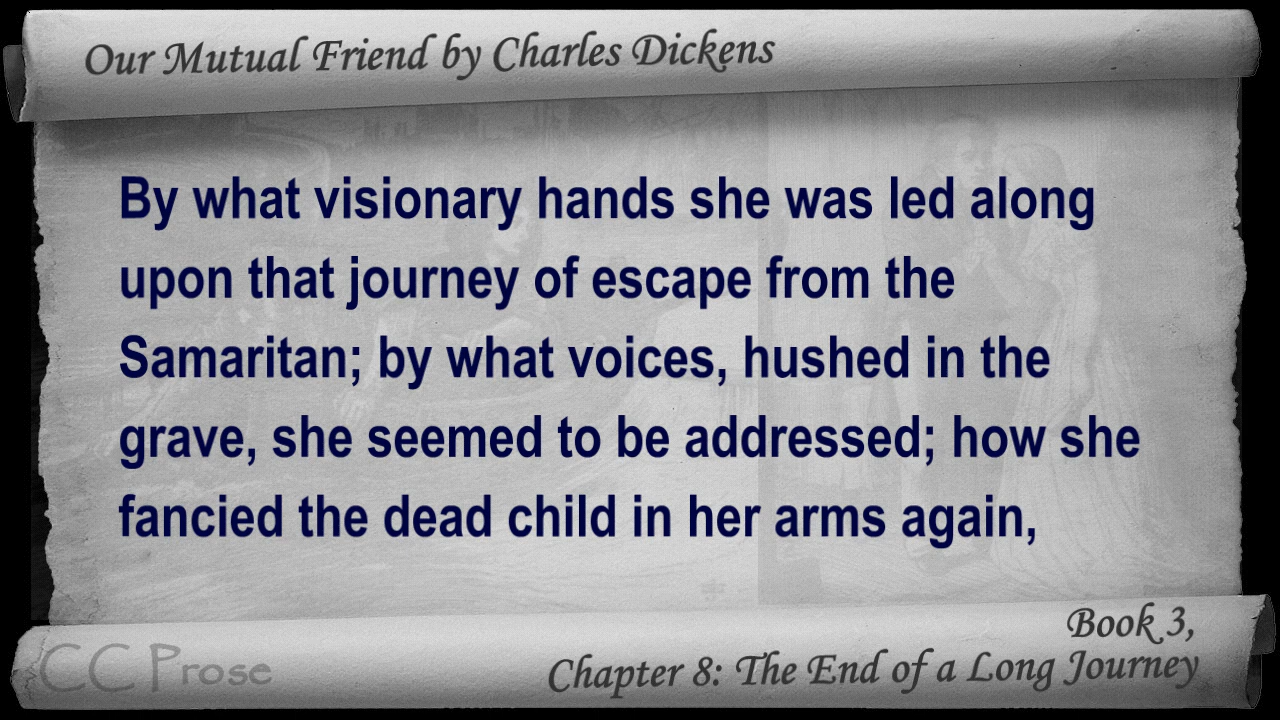 Our Mutual Friend by Charles Dickens
By what visionary hands she was led along
upon that journey of escape from the
Samaritan; by what voices, hushed in the
grave, she seemed to be addressed; how she
fancied the dead child in her arms again,
Book 3,
Chapter 8: The End of a Long Journey
CC Prose